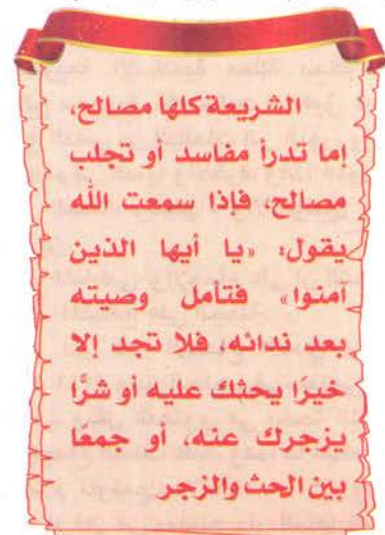 الشريعة كلها مصالح،
إما تدرأ مفاسد أو تجلب
مصالح، فإذا سمعت الله
يقول: «يا أيها الذين
آمنوا» فتأمل وصيته
بعد ندائه، فلا تجد إلا
خيرًا يحثك عليه أو شرًّا
يزجرك عنه، أو جمعًا
بين الحث والزجر